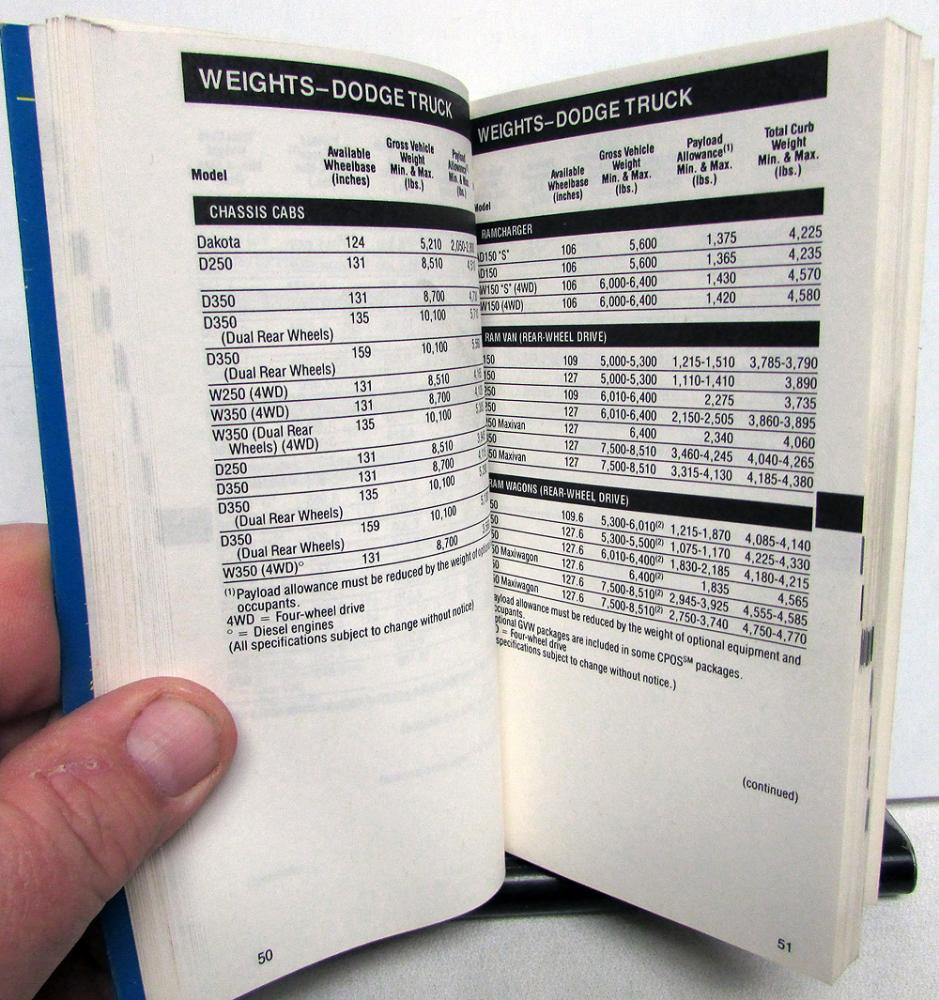 WEIGHTS–DODGE TRUCK
Model
Available Wheelbase (inches)
Gross Vehicle Weight Min. & Max. (lbs.)
Payload Allowance Min. & Max (lbs.)
CHASSIS CABS
Dakota 124 5,210
D250 131 8,510
D350 131 8,700
D350 135 10,100
(Dual Rear Wheels)
D350 159 10,100
(Dual Rear Wheels)
W250 (4WD) 131 8,510
W350 (4WD) 131 8,700
W350 (Dual Rear 135 10,100
Wheels) (4WD)
D250 131 8,510
D350 131 8,700
D350 135 10,100
(Dual Rear Wheels)
D350 159 10,100
(Dual Rear Wheels)
W350 (4WD)° 131 8,700
(1)Payload allowance must be reduced by the weight of
occupants.
4WD = Four-wheel drive
° = Diesel engines
(All specifications subject to change without notice)
50
WEIGHTS–DODGE TRUCK
Available Wheelbase (inches)
Gross Vehicle Weight Min. & Max. (lbs.)
Payload Allowance(1) Min. & Max. (lbs.)
Total Curb Weight Min. & Max. (lbs.)
RAMCHARGER
AD150 "S" 106 5,600 1,375 4,225
AD150 106 5,600 1,365 4,235
AW150 "S" (4WD) 106 6,000-6,400 1,430 4,570
AW150 (4WD) 106 6,000-6,400 1,420 4,580
RAM VAN (REAR-WHEEL DRIVE)
109 5,000-5,300 1,215-1,510 3,785-3,790
127 5,000-5,300 1,110-1,410 3,890
109 6,010-6,400 2,275 3,735
127 6,010-6,400 2,150-2,505 3,860-3,895
Maxivan 127 6,400 2,340 4,060
127 7,500-8,510 3,460-4,245 4,040-4,265
Maxivan 127 7,500-8,510 3,315-4,130 4,185-4,380
RAM WAGONS (REAR-WHEEL DRIVE)
109.6 5,300-6,010(2) 1,215-1,870 4,085-4,140
127.6 5,300-5,500(2) 1,075-1,170 4,225-4,330
127.6 6,010-6,400(2) 1,830-2,185 4,180-4,215
Maxiwagon 127.6 6,400(2) 1,835 4,565
127.6 7,500-8,510(2) 2,945-3,925 4,555-4,585
Maxiwagon 127.6 7,500-8,510(2) 2,750-3,740 4,750-4,770
allowance must be reduced by the weight of optional equipment and
GVW packages are included in some CPOS℠ packages.
= Four-wheel drive
specifications subject to change without notice.)
(continued)
51